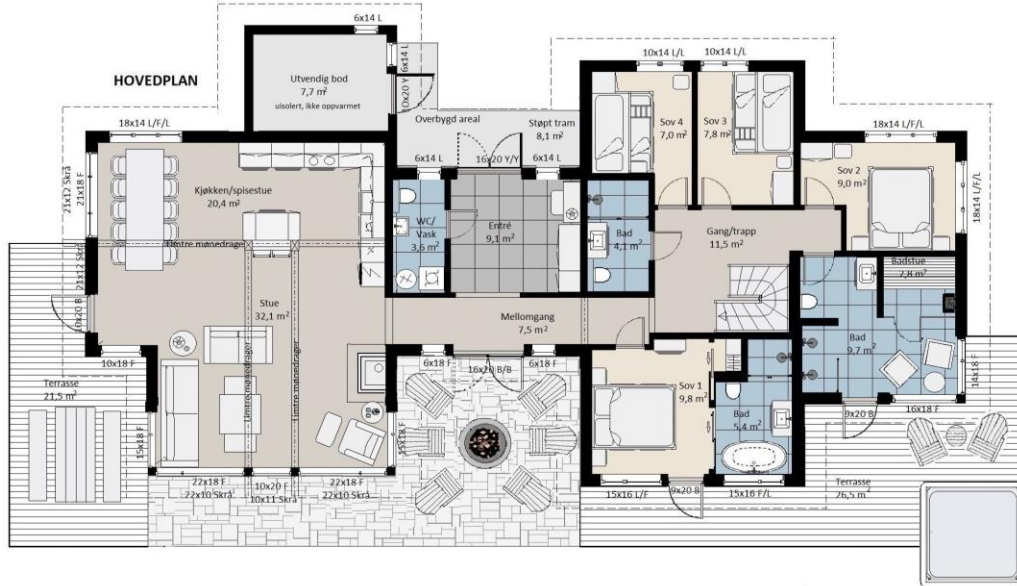 6x14 L
HOVEDPLAN
Utvendig bod
7,7 m²
uisolert, ikke oppvarmet
6x14 L
10x20 Y
10x14 L/L
10x14 L/L
Overbygd areal
Støpt tram
8,1 m²
18x14 L/F/L
18x14 L/F/L
6x14 L
16x20 Y/Y
6x14 L
Sov 4
7,0 m²
Sov 3
7,8 m²
Sov 2
9,0 m²
21x12 Skrå
21x18 F
Kjøkken/spisestue
20,4 m²
18x14 L/F/L
WC/
Vask
3,6 m²
Entré
9,1 m²
Bad
4,1 m²
Gang/trapp
11,5 m²
Limtre mønedrager
21x12 Skrå
10x20 B
Badstue
2,8 m²
Stue
32,1 m²
Mellomgang
7,5 m²
Bad
9,7 m²
10x18 F
6x18 F
16x20 B/B
6x18 F
Sov 1
9,8 m²
14x18 F
Terrasse
21,5 m²
Limtre mønedrager
Limtre mønedrager
Bad
5,4 m²
9x20 B
16x18 F
15x18 F
15x18 F
22x18 F
22x10 Skrå
10x20 F
10x11 Skrå
22x18 F
22x10 Skrå
15x16 L/F
9x20 B
15x16 F/L
Terrasse
26,5 m²